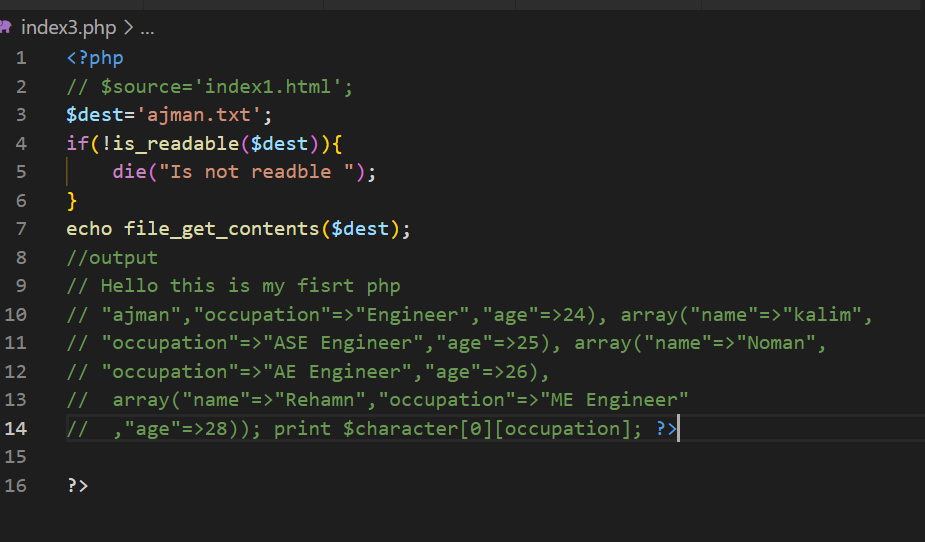 index3.php > ...
1 <?php
2 // $source='index1.html';
3 $dest='ajman.txt';
4 if(!is_readable($dest)){
5     die("Is not readble ");
6 }
7 echo file_get_contents($dest);
8 //output
9 // Hello this is my fisrt php
10 // "ajman","occupation"=>"Engineer","age"=>24), array("name"=>"kalim",
11 // "occupation"=>"ASE Engineer","age"=>25), array("name"=>"Noman",
12 // "occupation"=>"AE Engineer","age"=>26),
13 //  array("name"=>"Rehamn","occupation"=>"ME Engineer"
14 //  ,"age"=>28)); print $character[0][occupation]; ?>
15
16 ?>